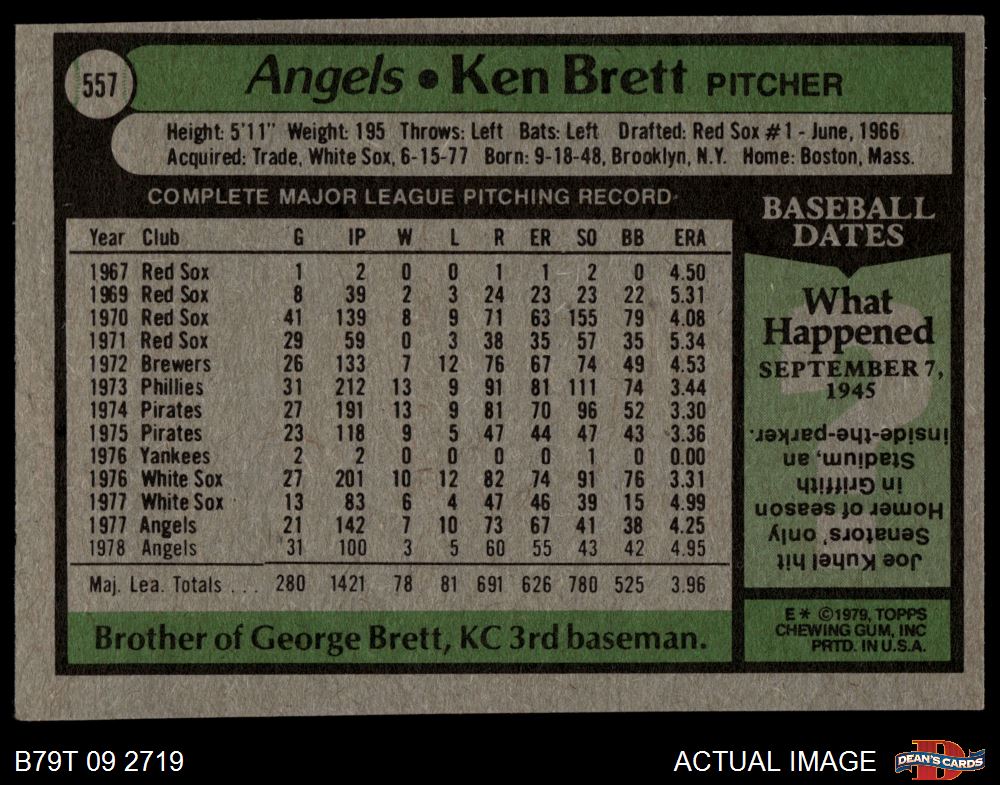 557
Angels • Ken Brett PITCHER
Height: 5'11" Weight: 195 Throws: Left Bats: Left Drafted: Red Sox #1 - June, 1966
Acquired: Trade, White Sox, 6-15-77 Born: 9-18-48, Brooklyn, N.Y. Home: Boston, Mass.
COMPLETE MAJOR LEAGUE PITCHING RECORD
Year Club G IP W L R ER SO BB ERA
1967 Red Sox 1 2 0 0 1 1 2 0 4.50
1969 Red Sox 8 39 2 3 24 23 23 22 5.31
1970 Red Sox 41 139 8 9 71 63 155 79 4.08
1971 Red Sox 29 59 0 3 38 35 57 35 5.34
1972 Brewers 26 133 7 12 76 67 74 49 4.53
1973 Phillies 31 212 13 9 91 81 111 74 3.44
1974 Pirates 27 191 13 9 81 70 96 52 3.30
1975 Pirates 23 118 9 5 47 44 47 43 3.36
1976 Yankees 2 2 0 0 0 0 1 0 0.00
1976 White Sox 27 201 10 12 82 74 91 76 3.31
1977 White Sox 13 83 6 4 47 46 39 15 4.99
1977 Angels 21 142 7 10 73 67 41 38 4.25
1978 Angels 31 100 3 5 60 55 43 42 4.95
Maj. Lea. Totals . . . 280 1421 78 81 691 626 780 525 3.96
Brother of George Brett, KC 3rd baseman.
BASEBALL
DATES
What
Happened
SEPTEMBER 7,
1945
Joe Kuhel hit
Senators' only
Homer of season
in Griffith
Stadium, an
inside-the-parker.
E * ©1979, TOPPS
CHEWING GUM, INC
PRTD. IN U.S.A.
B79T 09 2719
ACTUAL IMAGE
DEAN'S CARDS